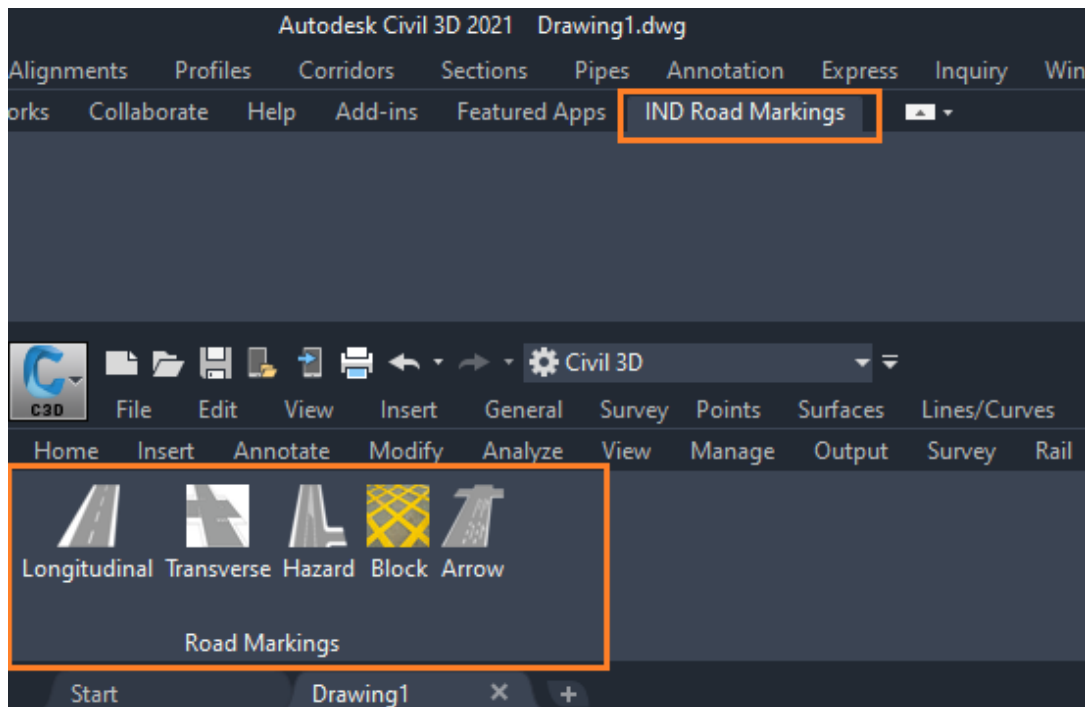 Autodesk Civil 3D 2021 Drawing1.dwg
Alignments Profiles Corridors Sections Pipes Annotation Express Inquiry Win
orks Collaborate Help Add-ins Featured Apps IND Road Markings
Civil 3D
C3D File Edit View Insert General Survey Points Surfaces Lines/Curves
Home Insert Annotate Modify Analyze View Manage Output Survey Rail
Longitudinal Transverse Hazard Block Arrow
Road Markings
Start Drawing1